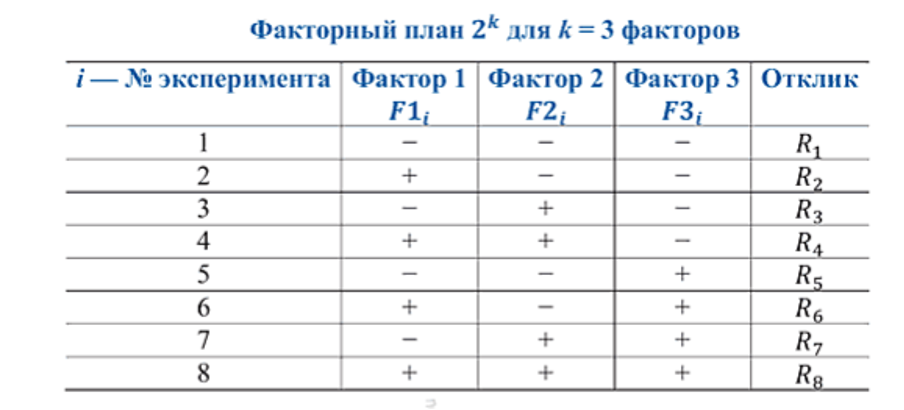 Факторный план 2^k для k = 3 факторов
i — № эксперимента | Фактор 1 F1_i | Фактор 2 F2_i | Фактор 3 F3_i | Отклик
1 | − | − | − | R_1
2 | + | − | − | R_2
3 | − | + | − | R_3
4 | + | + | − | R_4
5 | − | − | + | R_5
6 | + | − | + | R_6
7 | − | + | + | R_7
8 | + | + | + | R_8